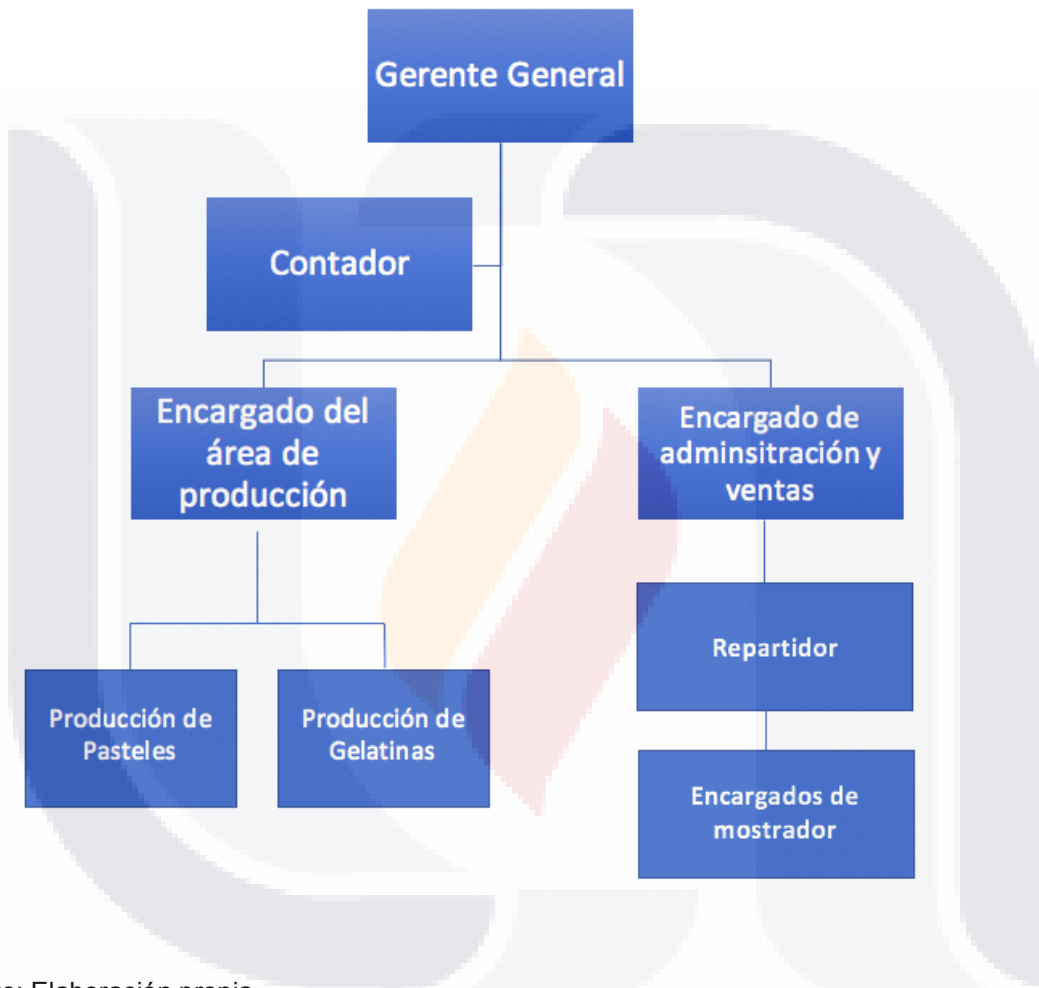 Gerente General
Contador
Encargado del
área de
producción
Encargado de
adminsitración y
ventas
Producción de
Pasteles
Producción de
Gelatinas
Repartidor
Encargados de
mostrador
Elaboración propia